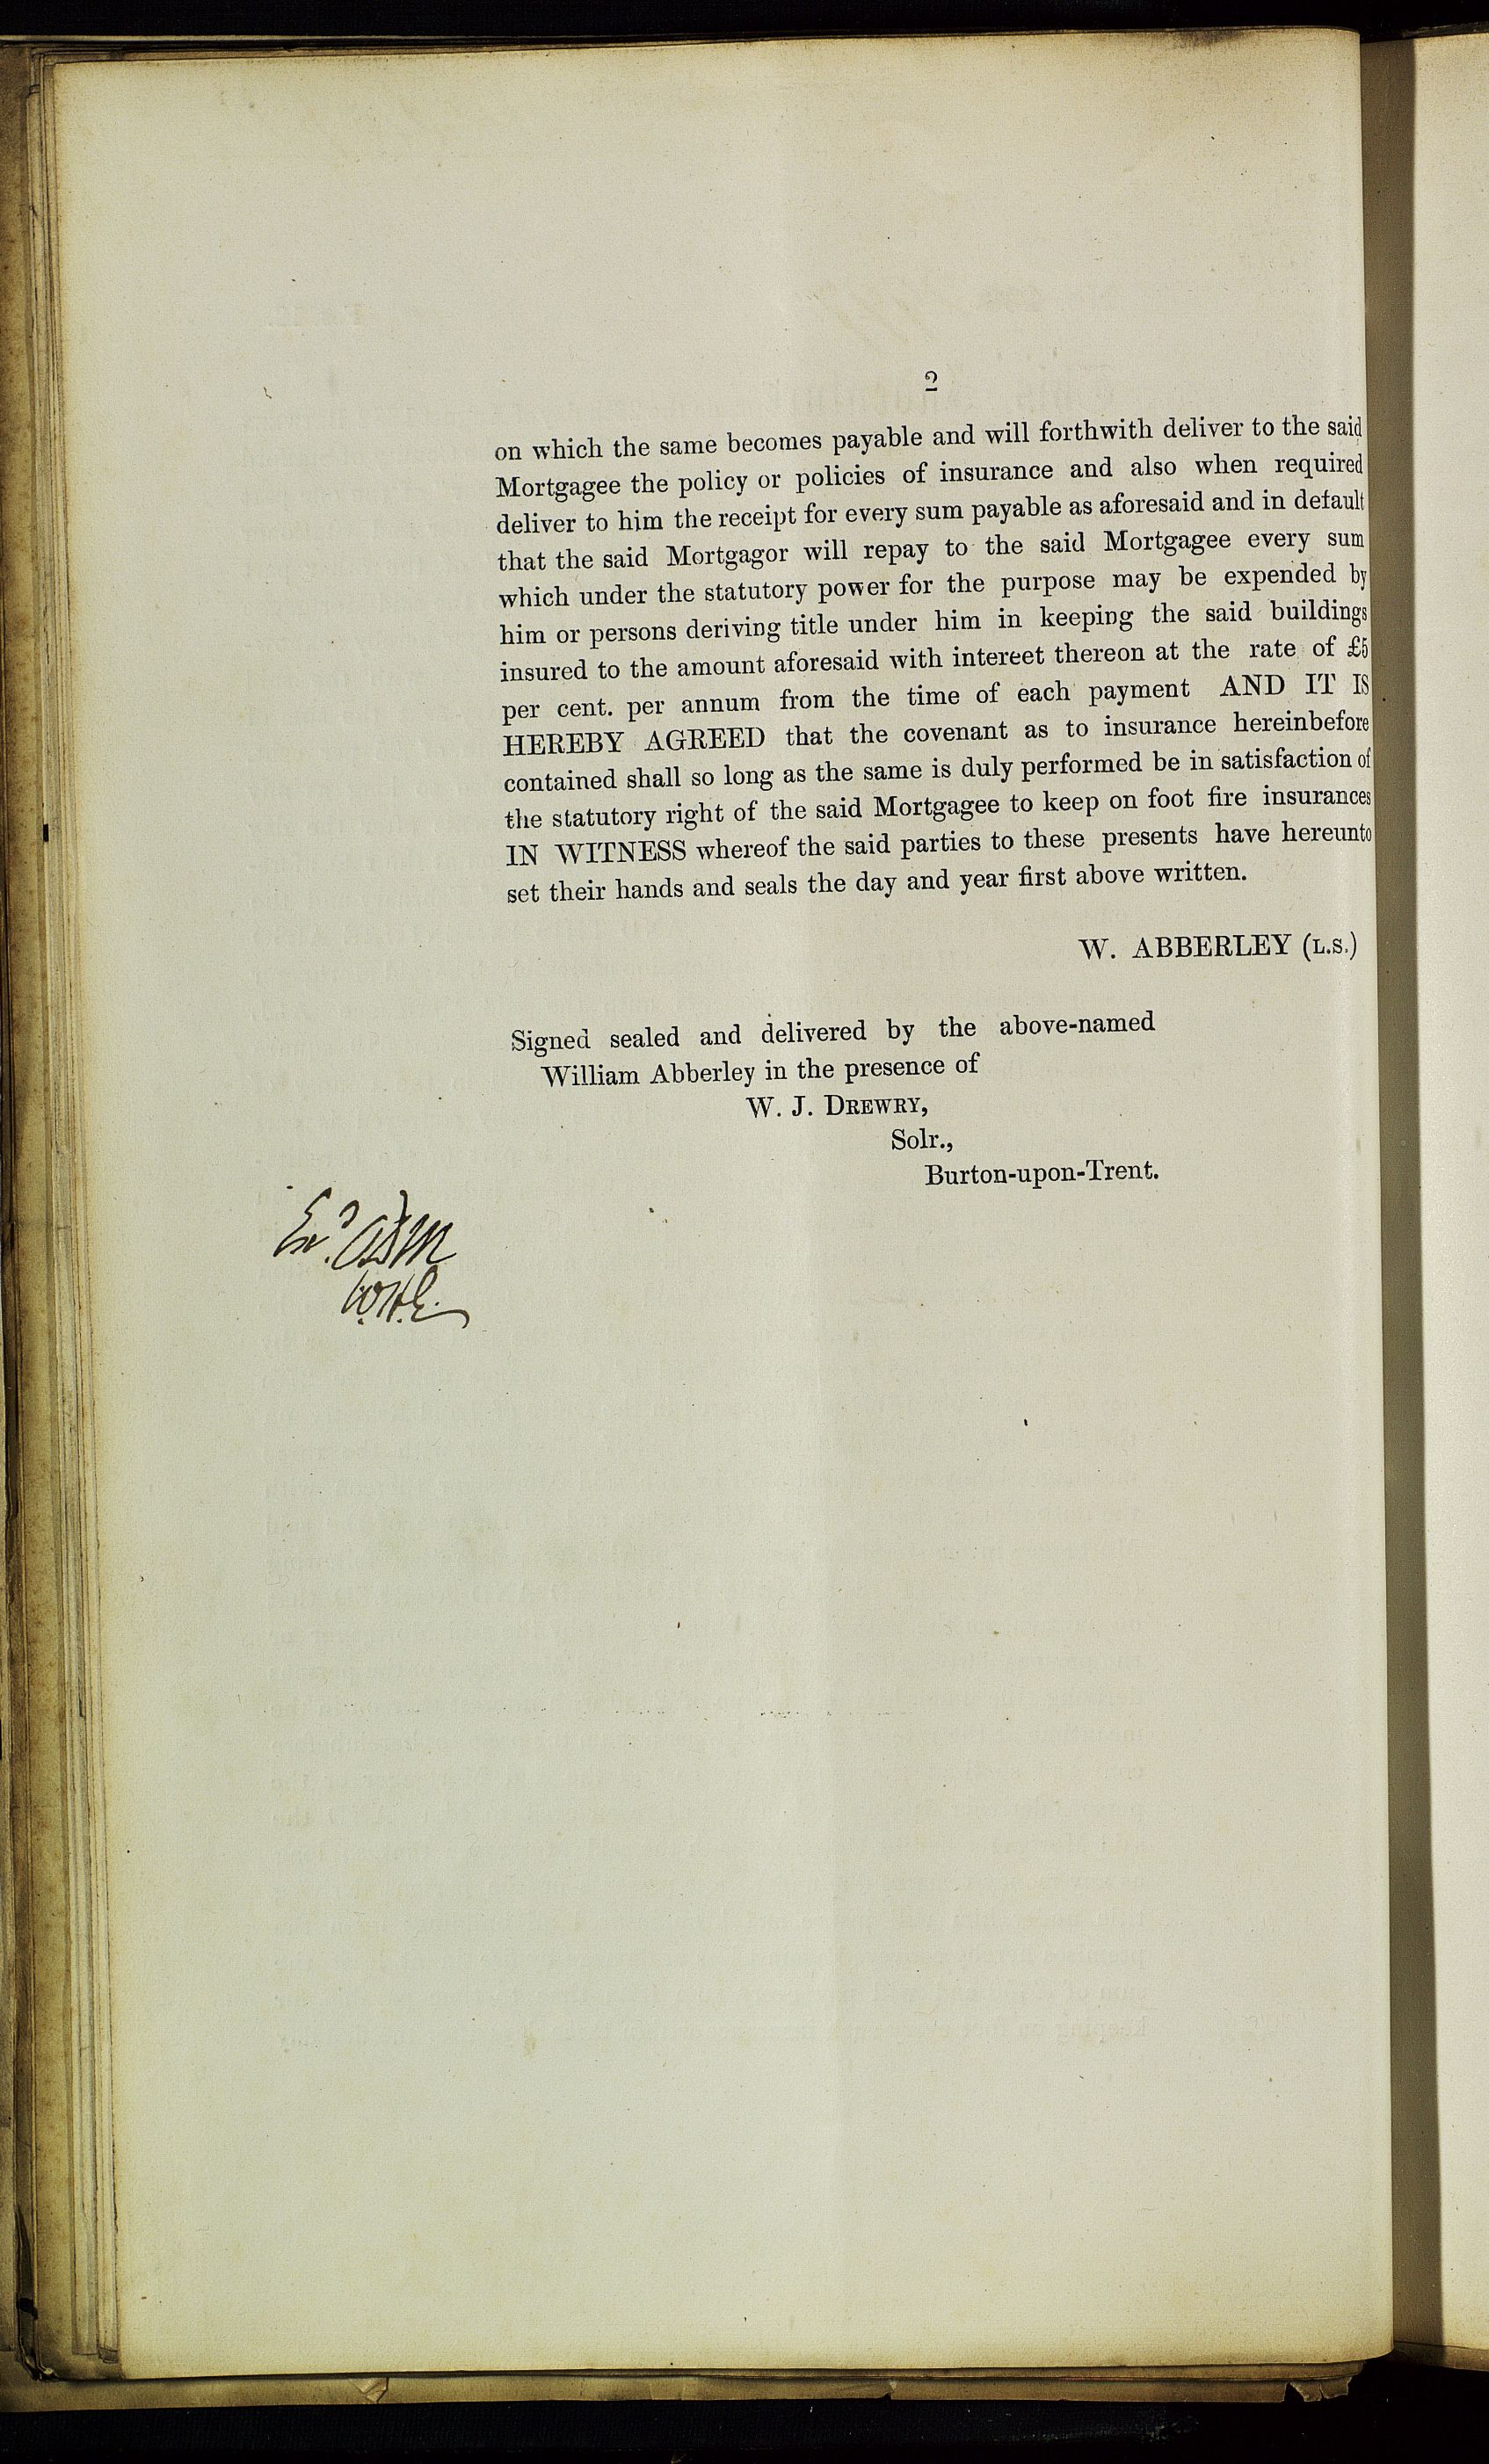 2
on which the same becomes payable and will forthwith deliver to the said
Mortgagee the policy or policies of insurance and also when required
deliver to him the receipt for every sum payable as aforesaid and in default
that the said Mortgagor will repay to the said Mortgagee every sum
which under the statutory power for the purpose may be expended by
him or persons deriving title under him in keeping the said buildings
insured to the amount aforesaid with intereet thereon at the rate of £5
per cent. per annum from the time of each payment AND IT IS
HEREBY AGREED that the covenant as to insurance hereinbefore
contained shall so long as the same is duly performed be in satisfaction of
the statutory right of the said Mortgagee to keep on foot fire insurances
IN WITNESS whereof the said parties to these presents have hereunto
set their hands and seals the day and year first above written.
W. ABBERLEY (L.S.)
Signed sealed and delivered by the above-named
William Abberley in the presence of
W. J. DREWRY,
Solr.,
Burton-upon-Trent.